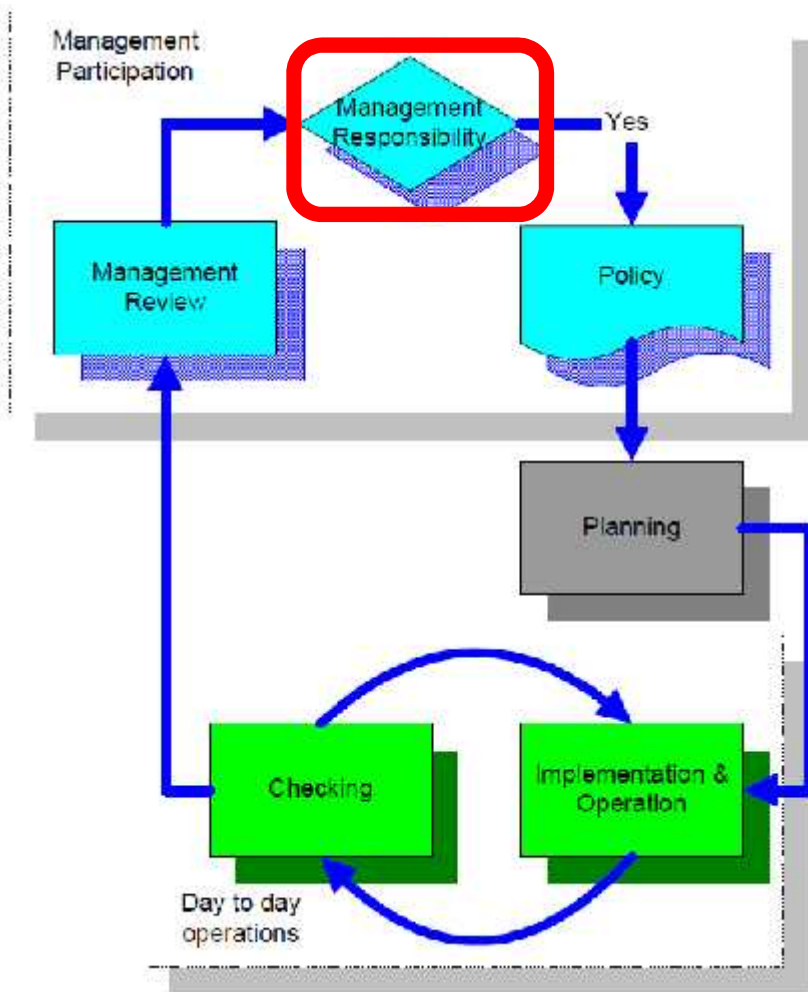 Management
Participation
Management
Responsibility
Yes
Management
Review
Policy
Planning
Checking
Implementation &
Operation
Day to day
operations